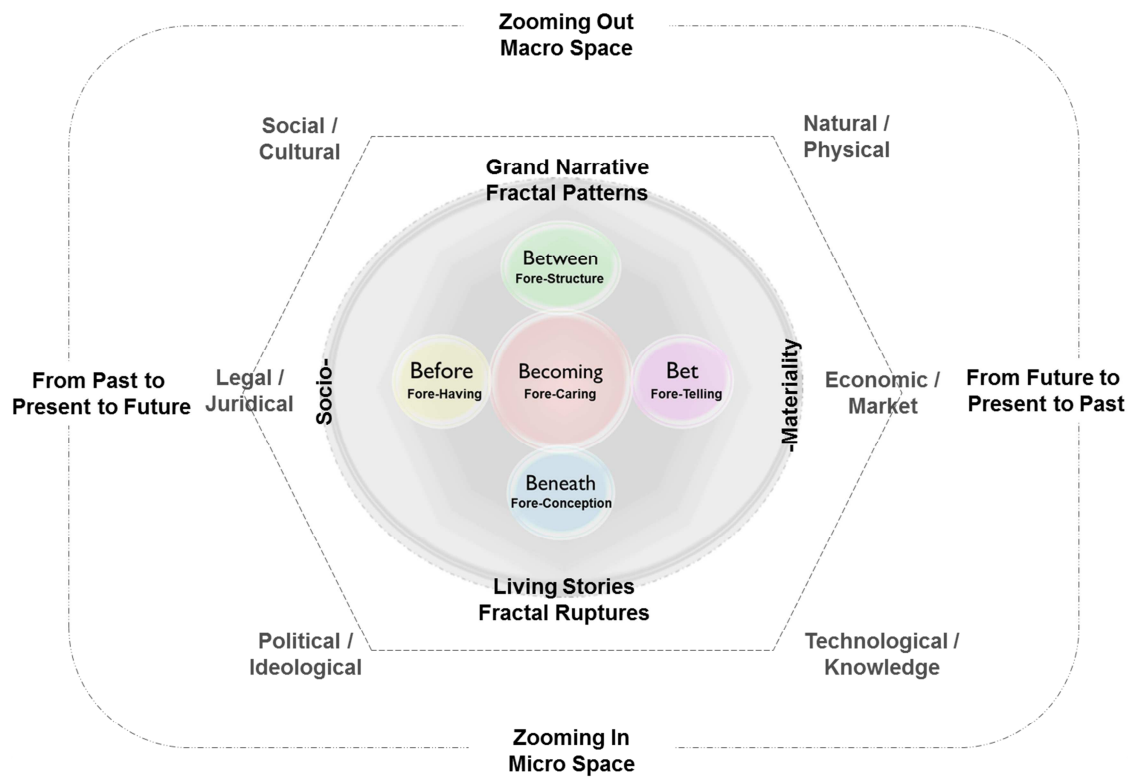 Zooming Out
Macro Space
Social /
Cultural
Natural /
Physical
Grand Narrative
Fractal Patterns
Between
Fore-Structure
From Past to
Present to Future
Legal /
Juridical
Socio-
Before
Fore-Having
Becoming
Fore-Caring
Bet
Fore-Telling
-Materiality
Economic /
Market
From Future to
Present to Past
Beneath
Fore-Conception
Living Stories
Fractal Ruptures
Political /
Ideological
Technological /
Knowledge
Zooming In
Micro Space